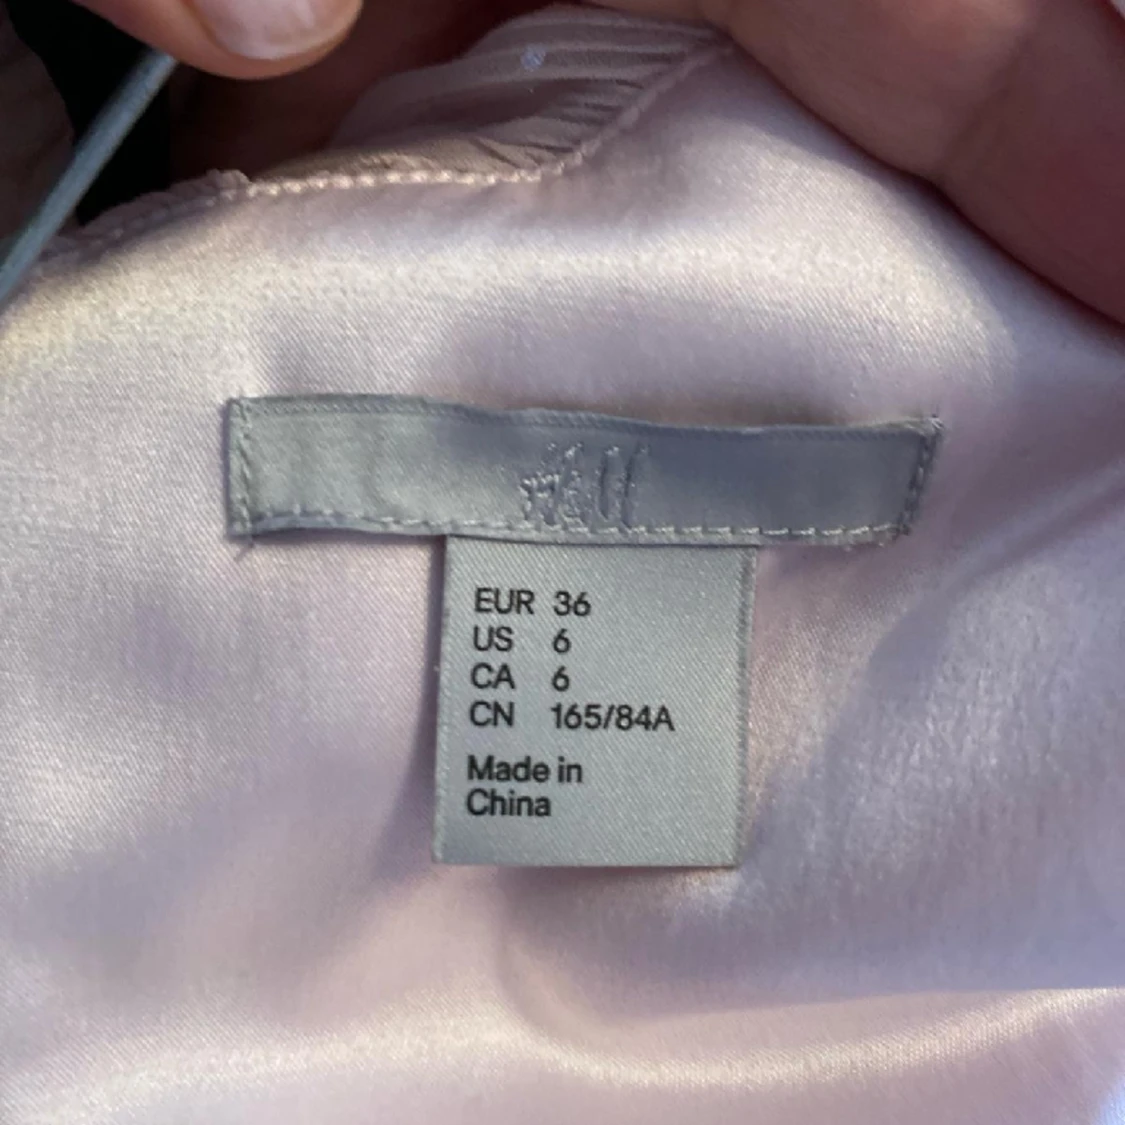 H&M
EUR 36
US 6
CA 6
CN 165/84A
Made in
China